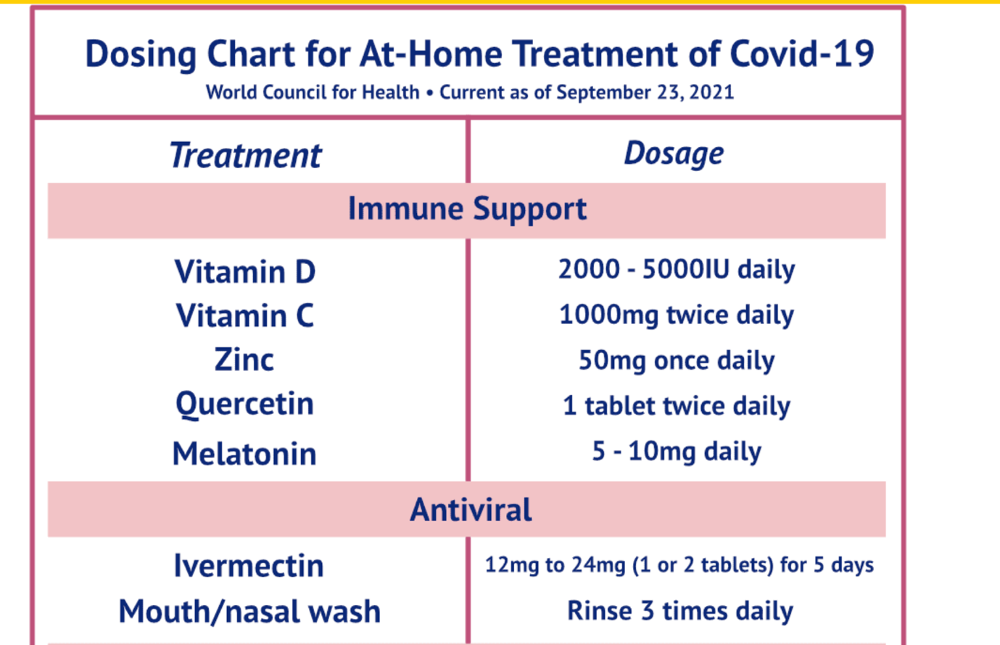 Dosing Chart for At-Home Treatment of Covid-19
World Council for Health • Current as of September 23, 2021
Treatment Dosage
Immune Support
Vitamin D 2000 - 5000IU daily
Vitamin C 1000mg twice daily
Zinc 50mg once daily
Quercetin 1 tablet twice daily
Melatonin 5 - 10mg daily
Antiviral
Ivermectin 12mg to 24mg (1 or 2 tablets) for 5 days
Mouth/nasal wash Rinse 3 times daily